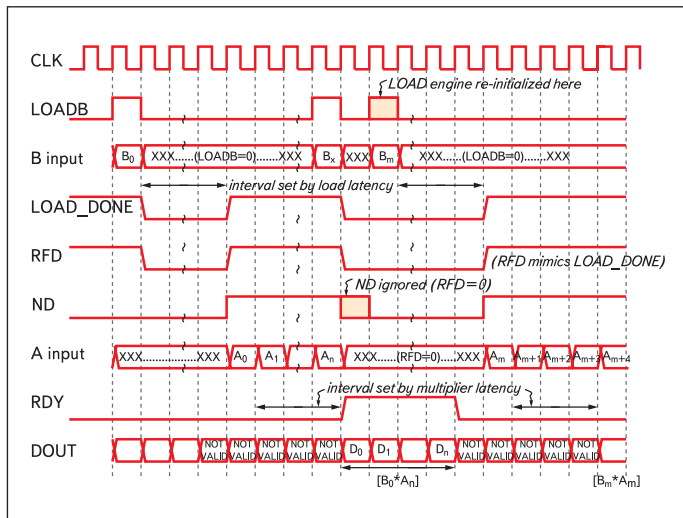 CLK
LOAD engine re-initialized here
LOADB
B input B0 XXX......(LOADB=0).......XXX Bx XXX Bm XXX......(LOADB=0).......XXX
interval set by load latency
LOAD_DONE
RFD (RFD mimics LOAD_DONE)
ND ignored (RFD=0)
ND
A input XXX...................XXX A0 A1 An XXX ......(RFD=0)..... XXX Am Am+1 Am+2 Am+3 Am+4
interval set by multiplier latency
RDY
DOUT NOT VALID NOT VALID NOT VALID NOT VALID NOT VALID D0 D1 Dn NOT VALID NOT VALID NOT VALID NOT VALID NOT VALID
[B0*An] [Bm*Am]